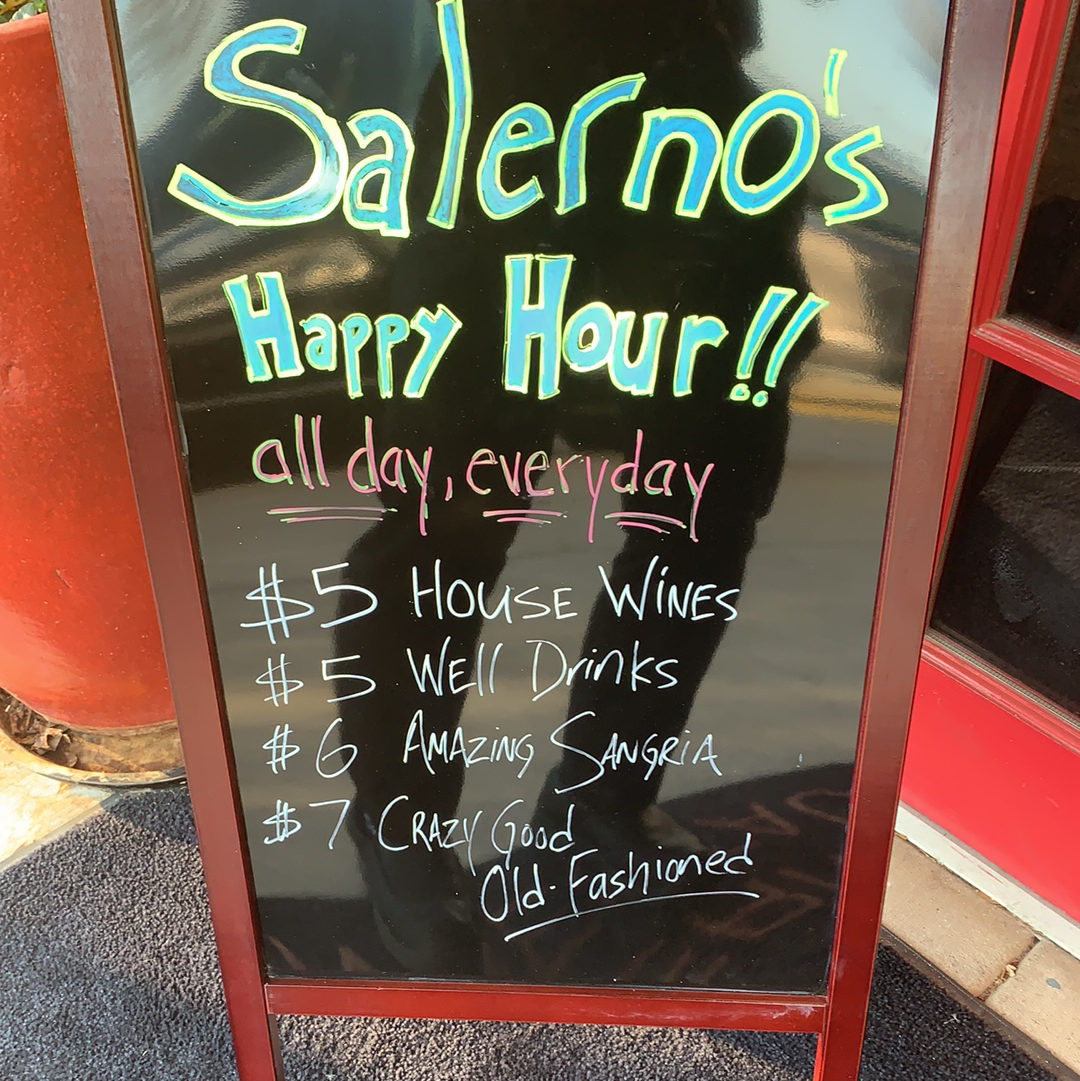 Salerno's
Happy Hour!!
all day, everyday
$5 House Wines
$5 Well Drinks
$6 Amazing Sangria
$7 Crazy Good
Old-Fashioned